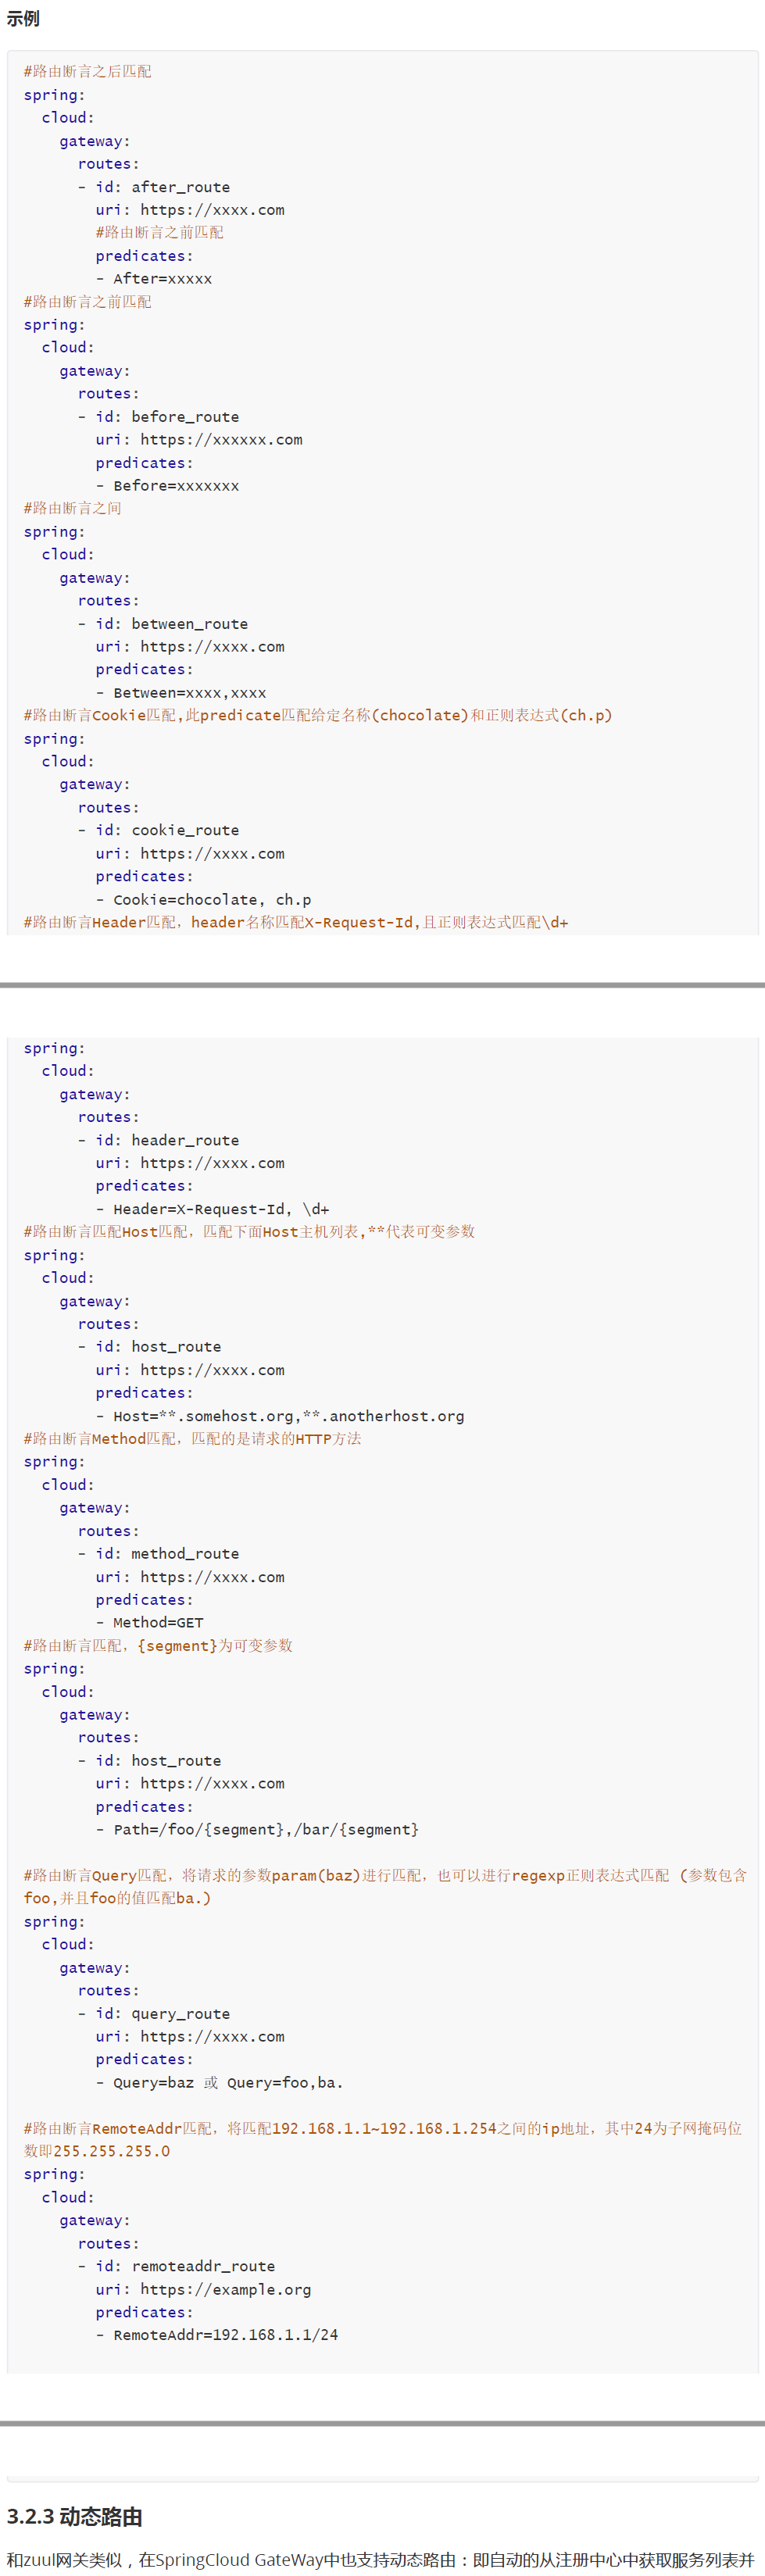 示例
#路由断言之后匹配
spring:
  cloud:
    gateway:
      routes:
      - id: after_route
        uri: https://xxxx.com
        #路由断言之前匹配
        predicates:
        - After=xxxxx
#路由断言之前匹配
spring:
  cloud:
    gateway:
      routes:
      - id: before_route
        uri: https://xxxxxx.com
        predicates:
        - Before=xxxxxxx
#路由断言之间
spring:
  cloud:
    gateway:
      routes:
      - id: between_route
        uri: https://xxxx.com
        predicates:
        - Between=xxxx,xxxx
#路由断言Cookie匹配,此predicate匹配给定名称(chocolate)和正则表达式(ch.p)
spring:
  cloud:
    gateway:
      routes:
      - id: cookie_route
        uri: https://xxxx.com
        predicates:
        - Cookie=chocolate, ch.p
#路由断言Header匹配，header名称匹配X-Request-Id,且正则表达式匹配\d+
spring:
  cloud:
    gateway:
      routes:
      - id: header_route
        uri: https://xxxx.com
        predicates:
        - Header=X-Request-Id, \d+
#路由断言匹配Host匹配，匹配下面Host主机列表,**代表可变参数
spring:
  cloud:
    gateway:
      routes:
      - id: host_route
        uri: https://xxxx.com
        predicates:
        - Host=**.somehost.org,**.anotherhost.org
#路由断言Method匹配，匹配的是请求的HTTP方法
spring:
  cloud:
    gateway:
      routes:
      - id: method_route
        uri: https://xxxx.com
        predicates:
        - Method=GET
#路由断言匹配，{segment}为可变参数
spring:
  cloud:
    gateway:
      routes:
      - id: host_route
        uri: https://xxxx.com
        predicates:
        - Path=/foo/{segment},/bar/{segment}
#路由断言Query匹配，将请求的参数param(baz)进行匹配，也可以进行regexp正则表达式匹配 (参数包含
foo,并且foo的值匹配ba.)
spring:
  cloud:
    gateway:
      routes:
      - id: query_route
        uri: https://xxxx.com
        predicates:
        - Query=baz 或 Query=foo,ba.
#路由断言RemoteAddr匹配，将匹配192.168.1.1~192.168.1.254之间的ip地址，其中24为子网掩码位
数即255.255.255.0
spring:
  cloud:
    gateway:
      routes:
      - id: remoteaddr_route
        uri: https://example.org
        predicates:
        - RemoteAddr=192.168.1.1/24
3.2.3 动态路由
和zuul网关类似，在SpringCloud GateWay中也支持动态路由：即自动的从注册中心中获取服务列表并